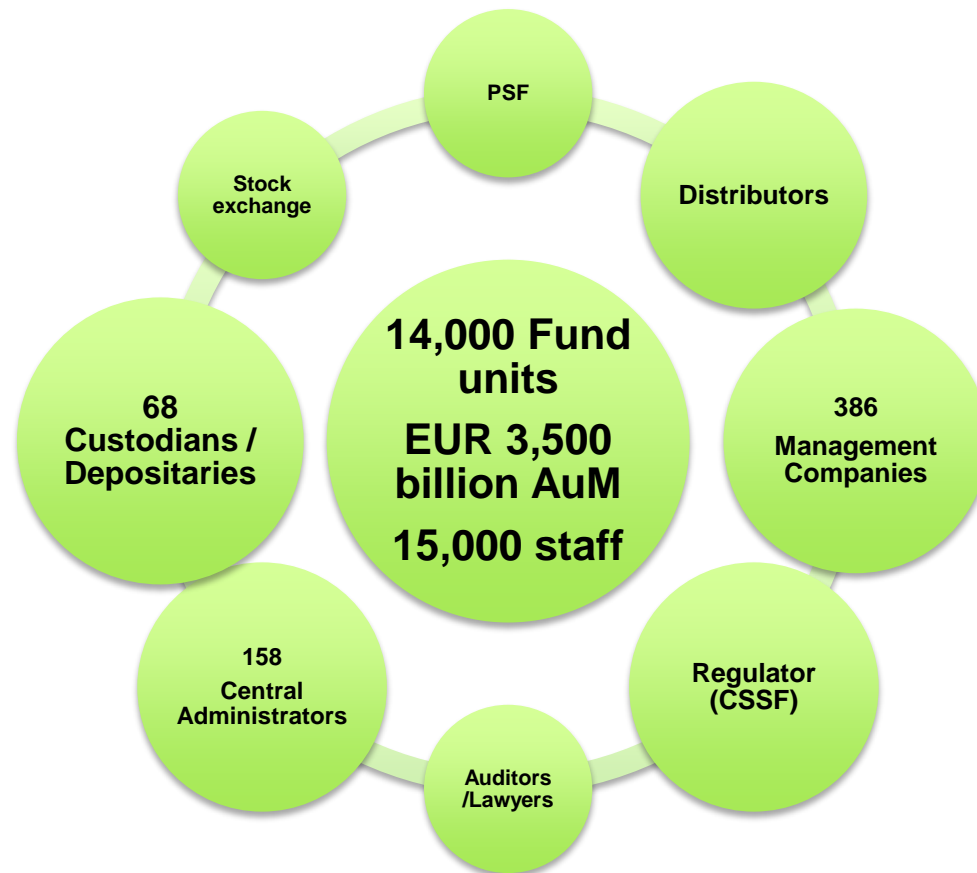 PSF
Distributors
386
Management
Companies
Regulator
(CSSF)
Auditors
/Lawyers
158
Central
Administrators
68
Custodians /
Depositaries
Stock
exchange
14,000 Fund
units
EUR 3,500
billion AuM
15,000 staff